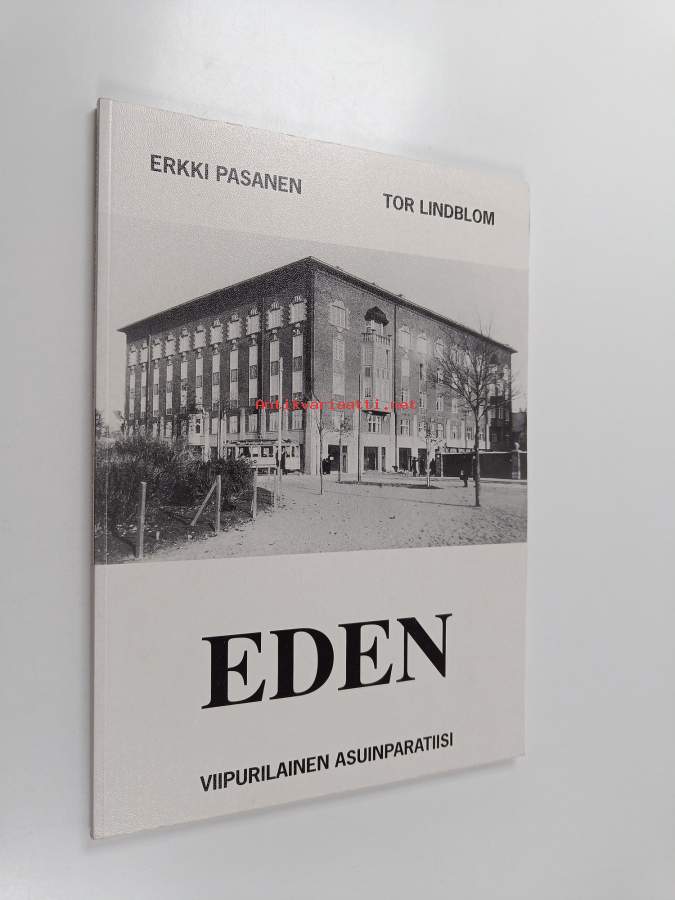 ERKKI PASANEN
TOR LINDBLOM
Antikvariaatti.net
EDEN
VIIPURILAINEN ASUINPARATIISI